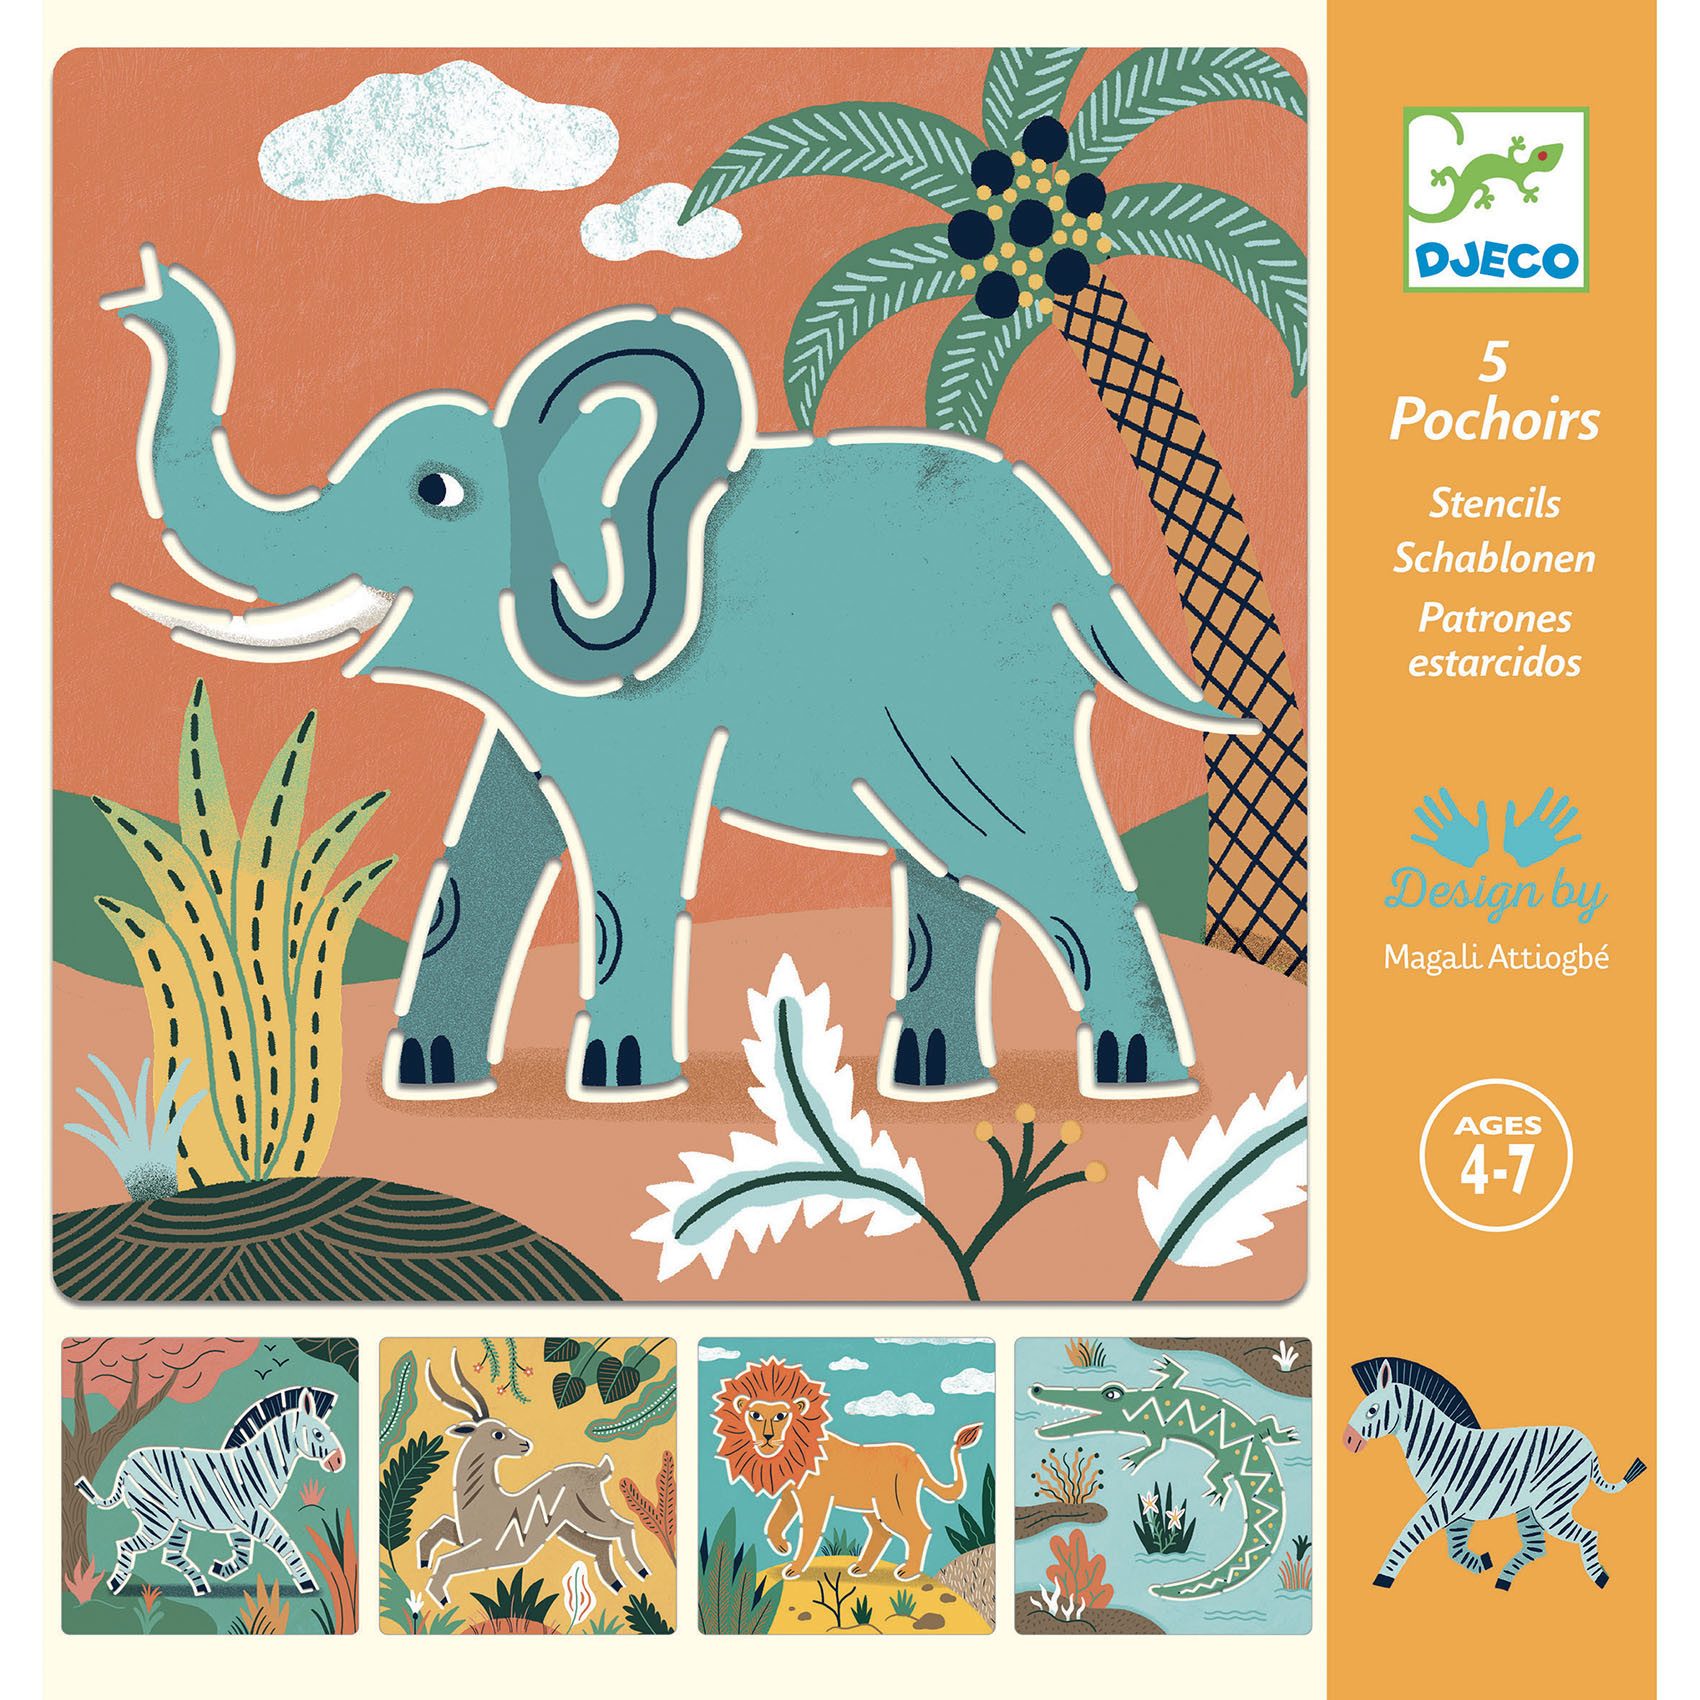 DJECO
5
Pochoirs
Stencils
Schablonen
Patrones
estarcidos
Design by
Magali Attiogbé
AGES
4-7